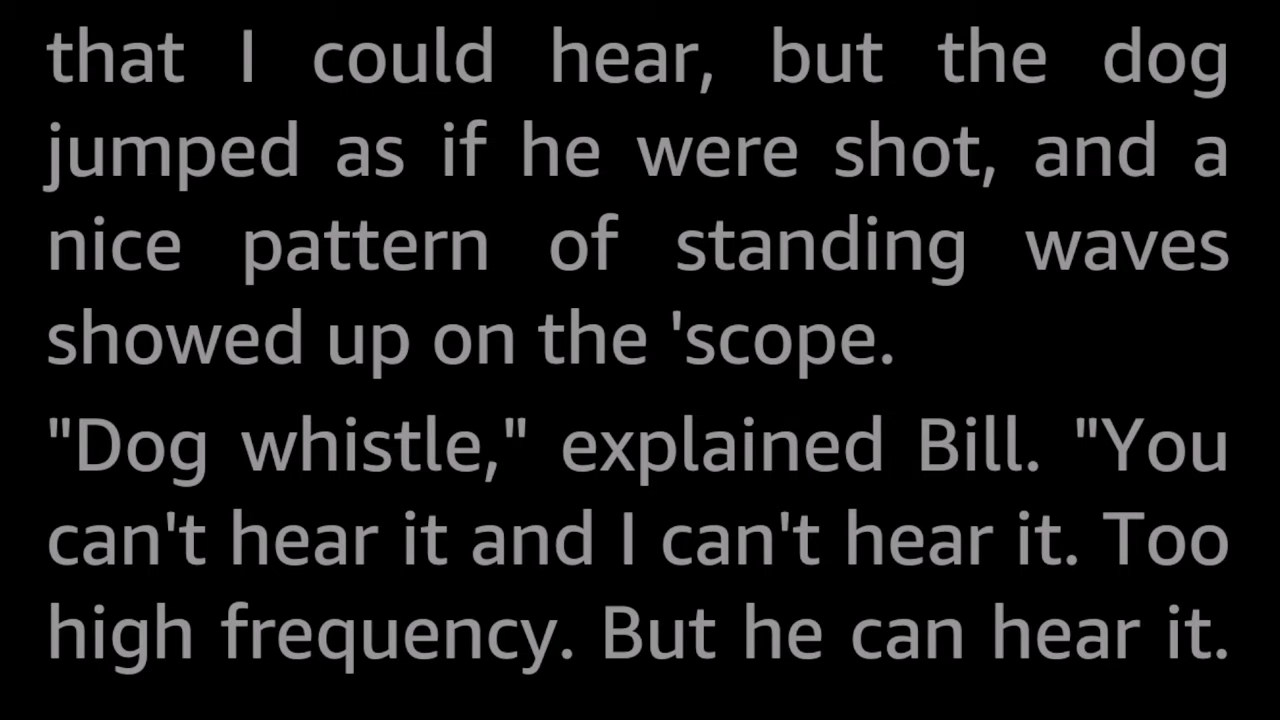 that I could hear, but the dog
jumped as if he were shot, and a
nice pattern of standing waves
showed up on the 'scope.
"Dog whistle," explained Bill. "You
can't hear it and I can't hear it. Too
high frequency. But he can hear it.